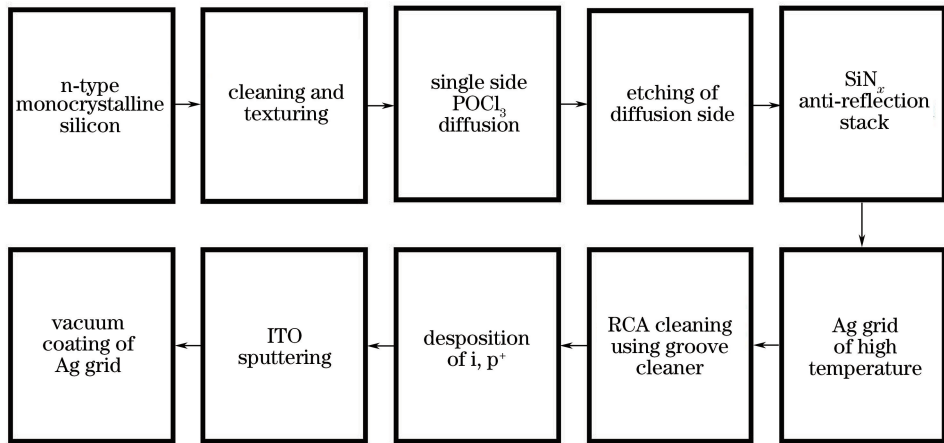 n-type
monocrystalline
silicon
cleaning and
texturing
single side
POCl₃
diffusion
etching of
diffusion side
SiNₓ
anti-reflection
stack
Ag grid
of high
temperature
RCA cleaning
using groove
cleaner
desposition
of i, p⁺
ITO
sputtering
vacuum
coating of
Ag grid